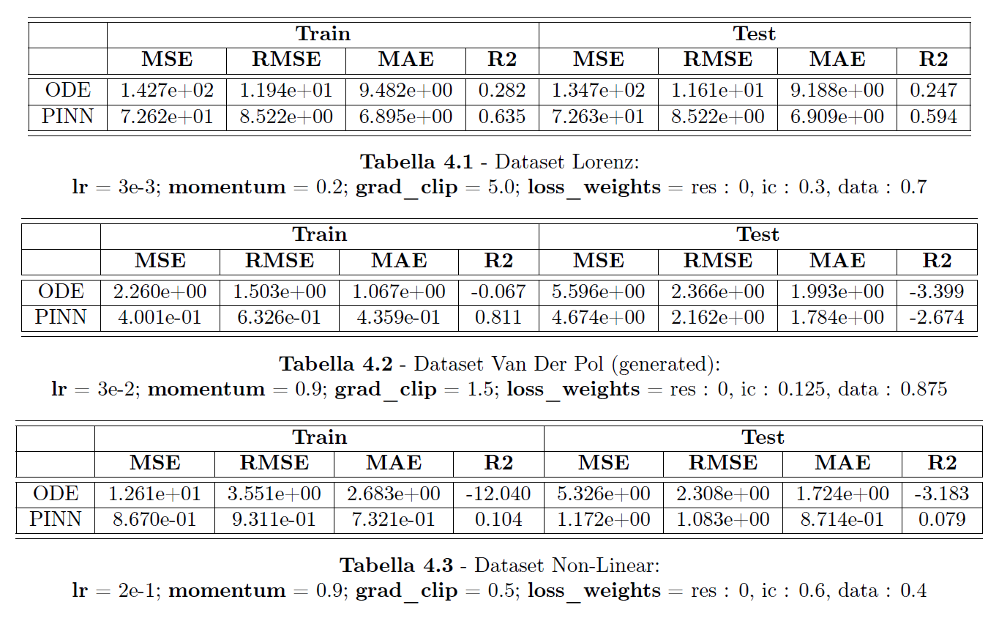 Train Test
MSE RMSE MAE R2 MSE RMSE MAE R2
ODE 1.427e+02 1.194e+01 9.482e+00 0.282 1.347e+02 1.161e+01 9.188e+00 0.247
PINN 7.262e+01 8.522e+00 6.895e+00 0.635 7.263e+01 8.522e+00 6.909e+00 0.594
Tabella 4.1 - Dataset Lorenz:
lr = 3e-3; momentum = 0.2; grad_clip = 5.0; loss_weights = res : 0, ic : 0.3, data : 0.7
Train Test
MSE RMSE MAE R2 MSE RMSE MAE R2
ODE 2.260e+00 1.503e+00 1.067e+00 -0.067 5.596e+00 2.366e+00 1.993e+00 -3.399
PINN 4.001e-01 6.326e-01 4.359e-01 0.811 4.674e+00 2.162e+00 1.784e+00 -2.674
Tabella 4.2 - Dataset Van Der Pol (generated):
lr = 3e-2; momentum = 0.9; grad_clip = 1.5; loss_weights = res : 0, ic : 0.125, data : 0.875
Train Test
MSE RMSE MAE R2 MSE RMSE MAE R2
ODE 1.261e+01 3.551e+00 2.683e+00 -12.040 5.326e+00 2.308e+00 1.724e+00 -3.183
PINN 8.670e-01 9.311e-01 7.321e-01 0.104 1.172e+00 1.083e+00 8.714e-01 0.079
Tabella 4.3 - Dataset Non-Linear:
lr = 2e-1; momentum = 0.9; grad_clip = 0.5; loss_weights = res : 0, ic : 0.6, data : 0.4